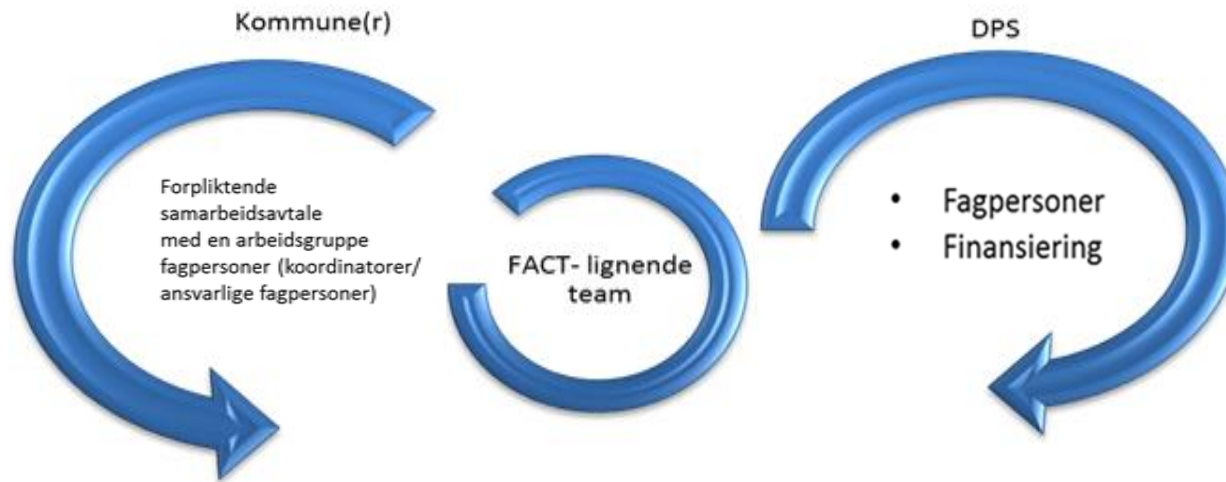 Kommune(r)
Forpliktende
samarbeidsavtale
med en arbeidsgruppe
fagpersoner (koordinatorer/
ansvarlige fagpersoner)
FACT- lignende
team
DPS
• Fagpersoner
• Finansiering